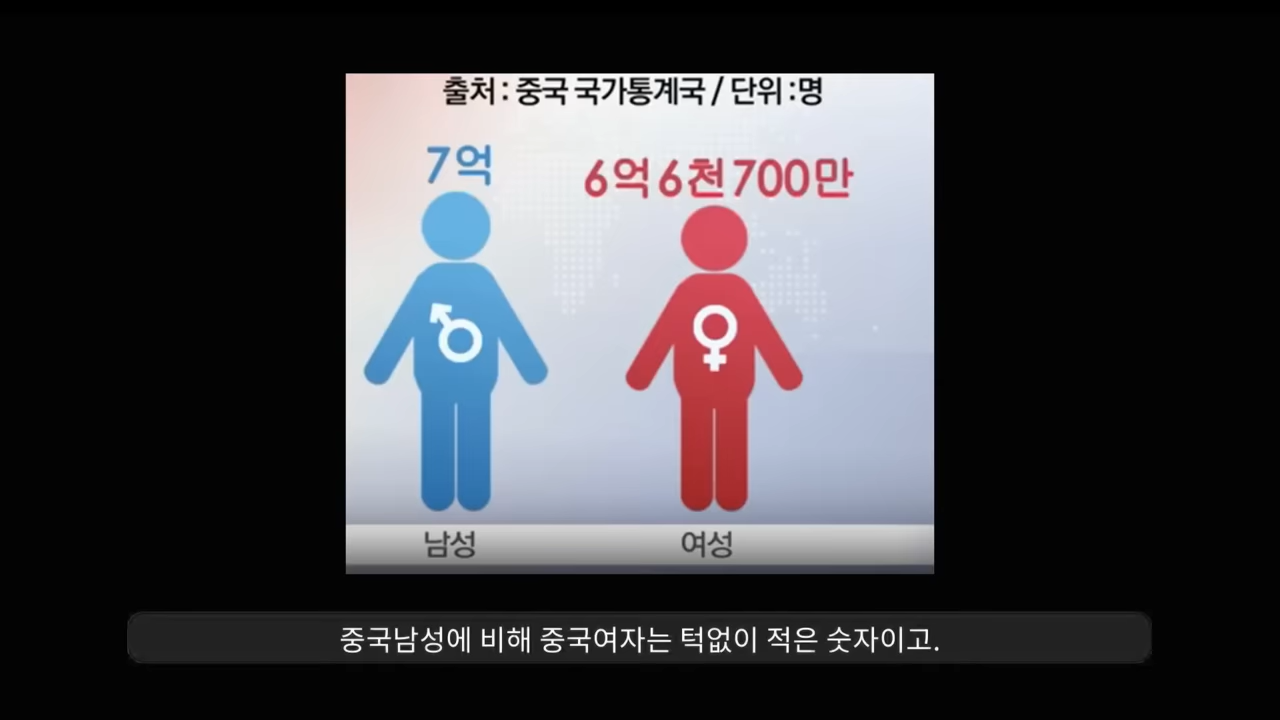 출처 : 중국 국가통계국 / 단위 :명
7억
6억 6천 700만
남성
여성
중국남성에 비해 중국여자는 턱없이 적은 숫자이고.